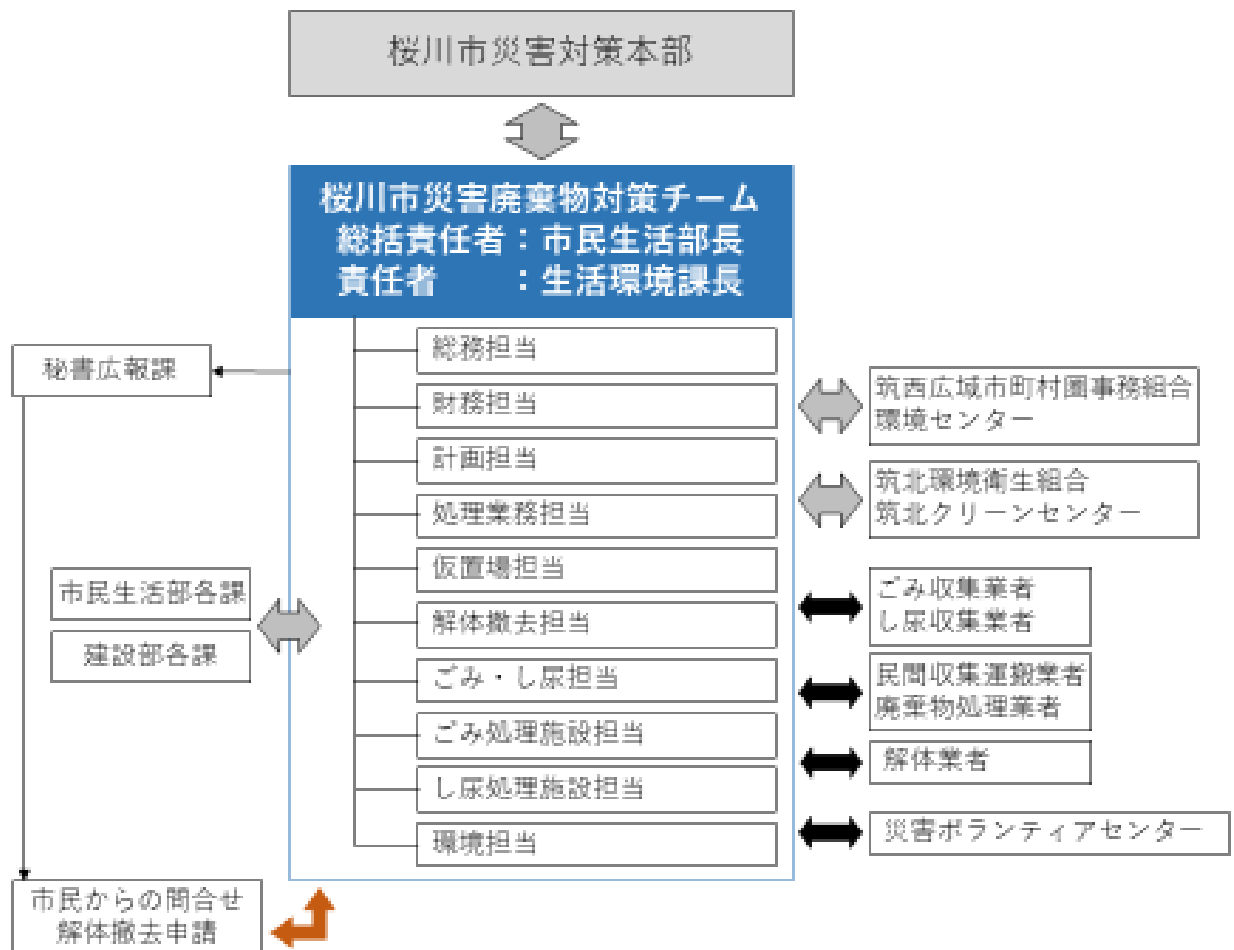 桜川市災害対策本部
桜川市災害廃棄物対策チーム
総括責任者：市民生活部長
責任者　　：生活環境課長
総務担当
財務担当
計画担当
処理業務担当
仮置場担当
解体撤去担当
ごみ・し尿担当
ごみ処理施設担当
し尿処理施設担当
環境担当
秘書広報課
市民生活部各課
建設部各課
市民からの問合せ
解体撤去申請
筑西広域市町村圏事務組合
環境センター
筑北環境衛生組合
筑北クリーンセンター
ごみ収集業者
し尿収集業者
民間収集運搬業者
廃棄物処理業者
解体業者
災害ボランティアセンター